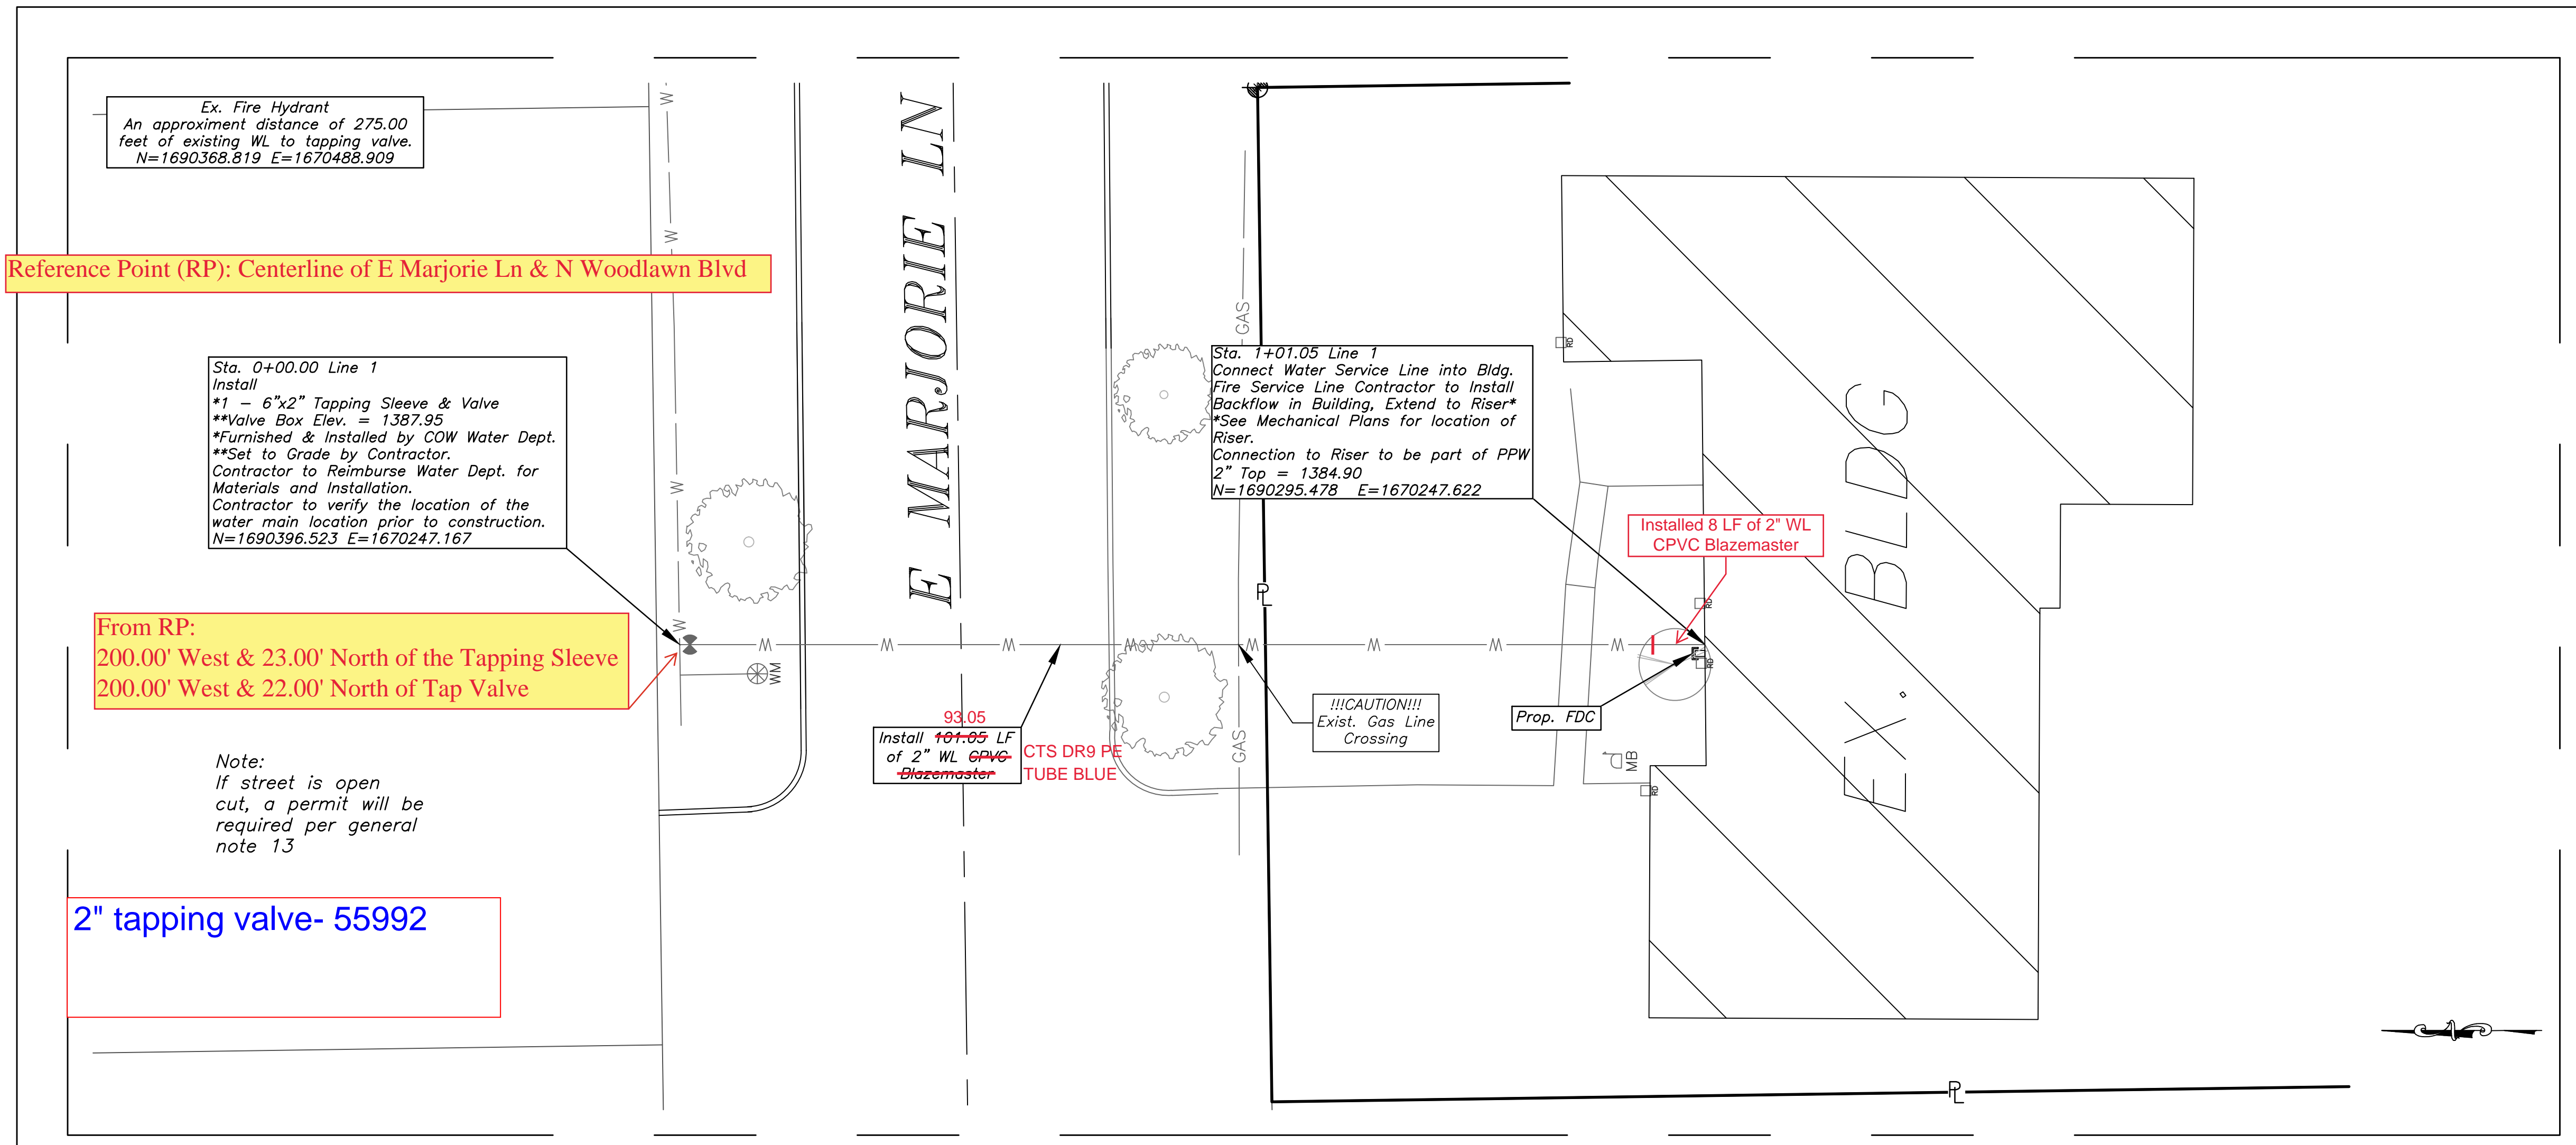 Ex. Fire Hydrant
An approximent distance of 275.00
feet of existing WL to tapping valve.
N=1690368.819 E=1670488.909
Reference Point (RP): Centerline of E Marjorie Ln & N Woodlawn Blvd
Sta. 0+00.00 Line 1
Install
*1 – 6"x2" Tapping Sleeve & Valve
**Valve Box Elev. = 1387.95
*Furnished & Installed by COW Water Dept.
**Set to Grade by Contractor.
Contractor to Reimburse Water Dept. for
Materials and Installation.
Contractor to verify the location of the
water main location prior to construction.
N=1690396.523 E=1670247.167
From RP:
200.00' West & 23.00' North of the Tapping Sleeve
200.00' West & 22.00' North of Tap Valve
Note:
If street is open
cut, a permit will be
required per general
note 13
2" tapping valve- 55992
W
W
W
W
W
E MARJORIE LN
W
W
W
W
W
W
W
W
WM
93.05
Install 101.05 LF
of 2" WL CPVC
Blazemaster
CTS DR9 PE
TUBE BLUE
GAS
GAS
PL
Sta. 1+01.05 Line 1
Connect Water Service Line into Bldg.
Fire Service Line Contractor to Install
Backflow in Building, Extend to Riser*
*See Mechanical Plans for location of
Riser.
Connection to Riser to be part of PPW
2" Top = 1384.90
N=1690295.478 E=1670247.622
!!!CAUTION!!!
Exist. Gas Line
Crossing
Prop. FDC
Installed 8 LF of 2" WL
CPVC Blazemaster
RD
RD
RD
RD
MB
EX. BLDG
PL